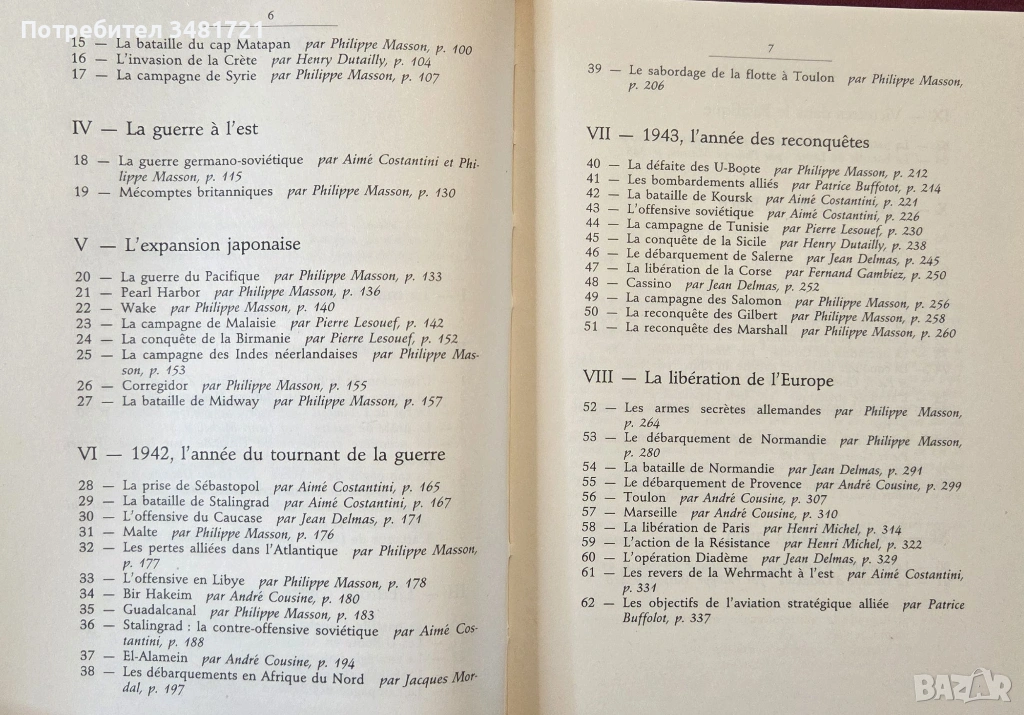 Потребител 3481721
6
15 — La bataille du cap Matapan par Philippe Masson, p. 100
16 — L'invasion de la Crète par Henry Dutailly, p. 104
17 — La campagne de Syrie par Philippe Masson, p. 107
IV — La guerre à l'est
18 — La guerre germano-soviétique par Aimé Costantini et Phi-
lippe Masson, p. 115
19 — Mécomptes britanniques par Philippe Masson, p. 130
V — L'expansion japonaise
20 — La guerre du Pacifique par Philippe Masson, p. 133
21 — Pearl Harbor par Philippe Masson, p. 136
22 — Wake par Philippe Masson, p. 140
23 — La campagne de Malaisie par Pierre Lesouef, p. 142
24 — La conquête de la Birmanie par Pierre Lesouef, p. 152
25 — La campagne des Indes néerlandaises par Philippe Mas-
son, p. 153
26 — Corregidor par Philippe Masson, p. 155
27 — La bataille de Midway par Philippe Masson, p. 157
VI — 1942, l'année du tournant de la guerre
28 — La prise de Sébastopol par Aimé Costantini, p. 165
29 — La bataille de Stalingrad par Aimé Costantini, p. 167
30 — L'offensive du Caucase par Jean Delmas, p. 171
31 — Malte par Philippe Masson, p. 176
32 — Les pertes alliées dans l'Atlantique par Philippe Masson,
p. 177
33 — L'offensive en Libye par Philippe Masson, p. 178
34 — Bir Hakeim par André Cousine, p. 180
35 — Guadalcanal par Philippe Masson, p. 183
36 — Stalingrad : la contre-offensive soviétique par Aimé Cos-
tantini, p. 188
37 — El-Alamein par André Cousine, p. 194
38 — Les débarquements en Afrique du Nord par Jacques Mor-
dal, p. 197
7
39 — Le sabordage de la flotte à Toulon par Philippe Masson,
p. 206
VII — 1943, l'année des reconquêtes
40 — La défaite des U-Boote par Philippe Masson, p. 212
41 — Les bombardements alliés par Patrice Buffotot, p. 214
42 — La bataille de Koursk par Aimé Costantini, p. 221
43 — L'offensive soviétique par Aimé Costantini, p. 226
44 — La campagne de Tunisie par Pierre Lesouef, p. 230
45 — La conquête de la Sicile par Henry Dutailly, p. 238
46 — Le débarquement de Salerne par Jean Delmas, p. 245
47 — La libération de la Corse par Fernand Gambiez, p. 250
48 — Cassino par Jean Delmas, p. 252
49 — La campagne des Salomon par Philippe Masson, p. 256
50 — La reconquête des Gilbert par Philippe Masson, p. 258
51 — La reconquête des Marshall par Philippe Masson, p. 260
VIII — La libération de l'Europe
52 — Les armes secrètes allemandes par Philippe Masson,
p. 264
53 — Le débarquement de Normandie par Philippe Masson,
p. 280
54 — La bataille de Normandie par Jean Delmas, p. 291
55 — Le débarquement de Provence par André Cousine, p. 299
56 — Toulon par André Cousine, p. 307
57 — Marseille par André Cousine, p. 310
58 — La libération de Paris par Henri Michel, p. 314
59 — L'action de la Résistance par Henri Michel, p. 322
60 — L'opération Diadème par Jean Delmas, p. 329
61 — Les revers de la Wehrmacht à l'est par Aimé Costantini,
p. 331
62 — Les objectifs de l'aviation stratégique alliée par Patrice
Buffolot, p. 337
BAZAR